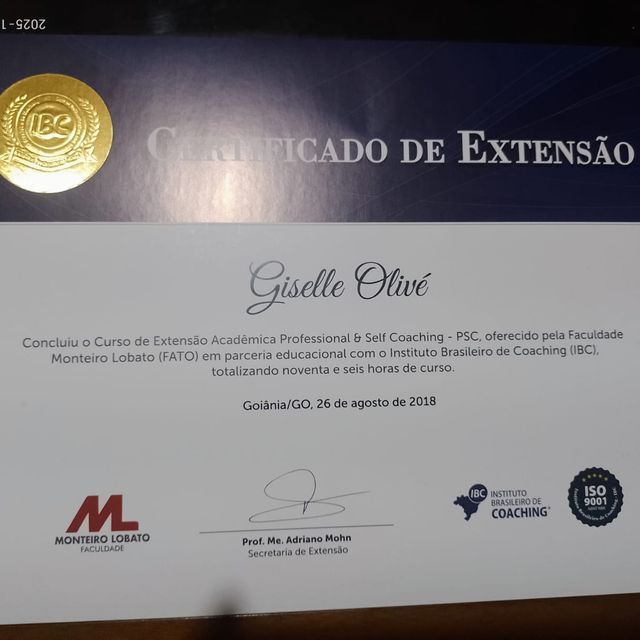 2025-1
IBC
CERTIFICADO DE EXTENSÃO
Giselle Olivé
Concluiu o Curso de Extensão Acadêmica Professional & Self Coaching - PSC, oferecido pela Faculdade
Monteiro Lobato (FATO) em parceria educacional com o Instituto Brasileiro de Coaching (IBC),
totalizando noventa e seis horas de curso.
Goiânia/GO, 26 de agosto de 2018
ML
MONTEIRO LOBATO
FACULDADE
Prof. Me. Adriano Mohn
Secretaria de Extensão
IBC
INSTITUTO
BRASILEIRO DE
COACHING
ISO
9001